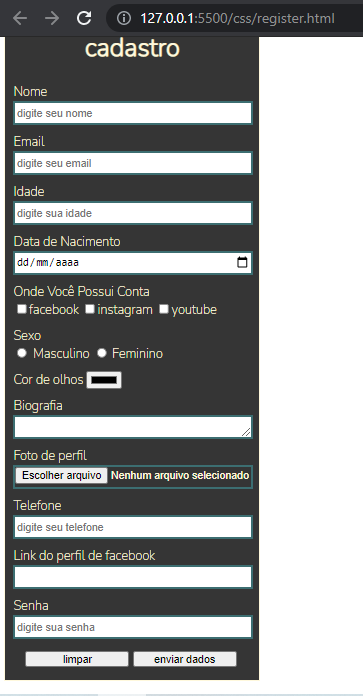 127.0.0.1:5500/css/register.html
cadastro
Nome
digite seu nome
Email
digite seu email
Idade
digite sua idade
Data de Nacimento
dd/mm/aaaa
Onde Você Possui Conta
facebook instagram youtube
Sexo
Masculino Feminino
Cor de olhos
Biografia
Foto de perfil
Escolher arquivo Nenhum arquivo selecionado
Telefone
digite seu telefone
Link do perfil de facebook
Senha
digite sua senha
limpar enviar dados